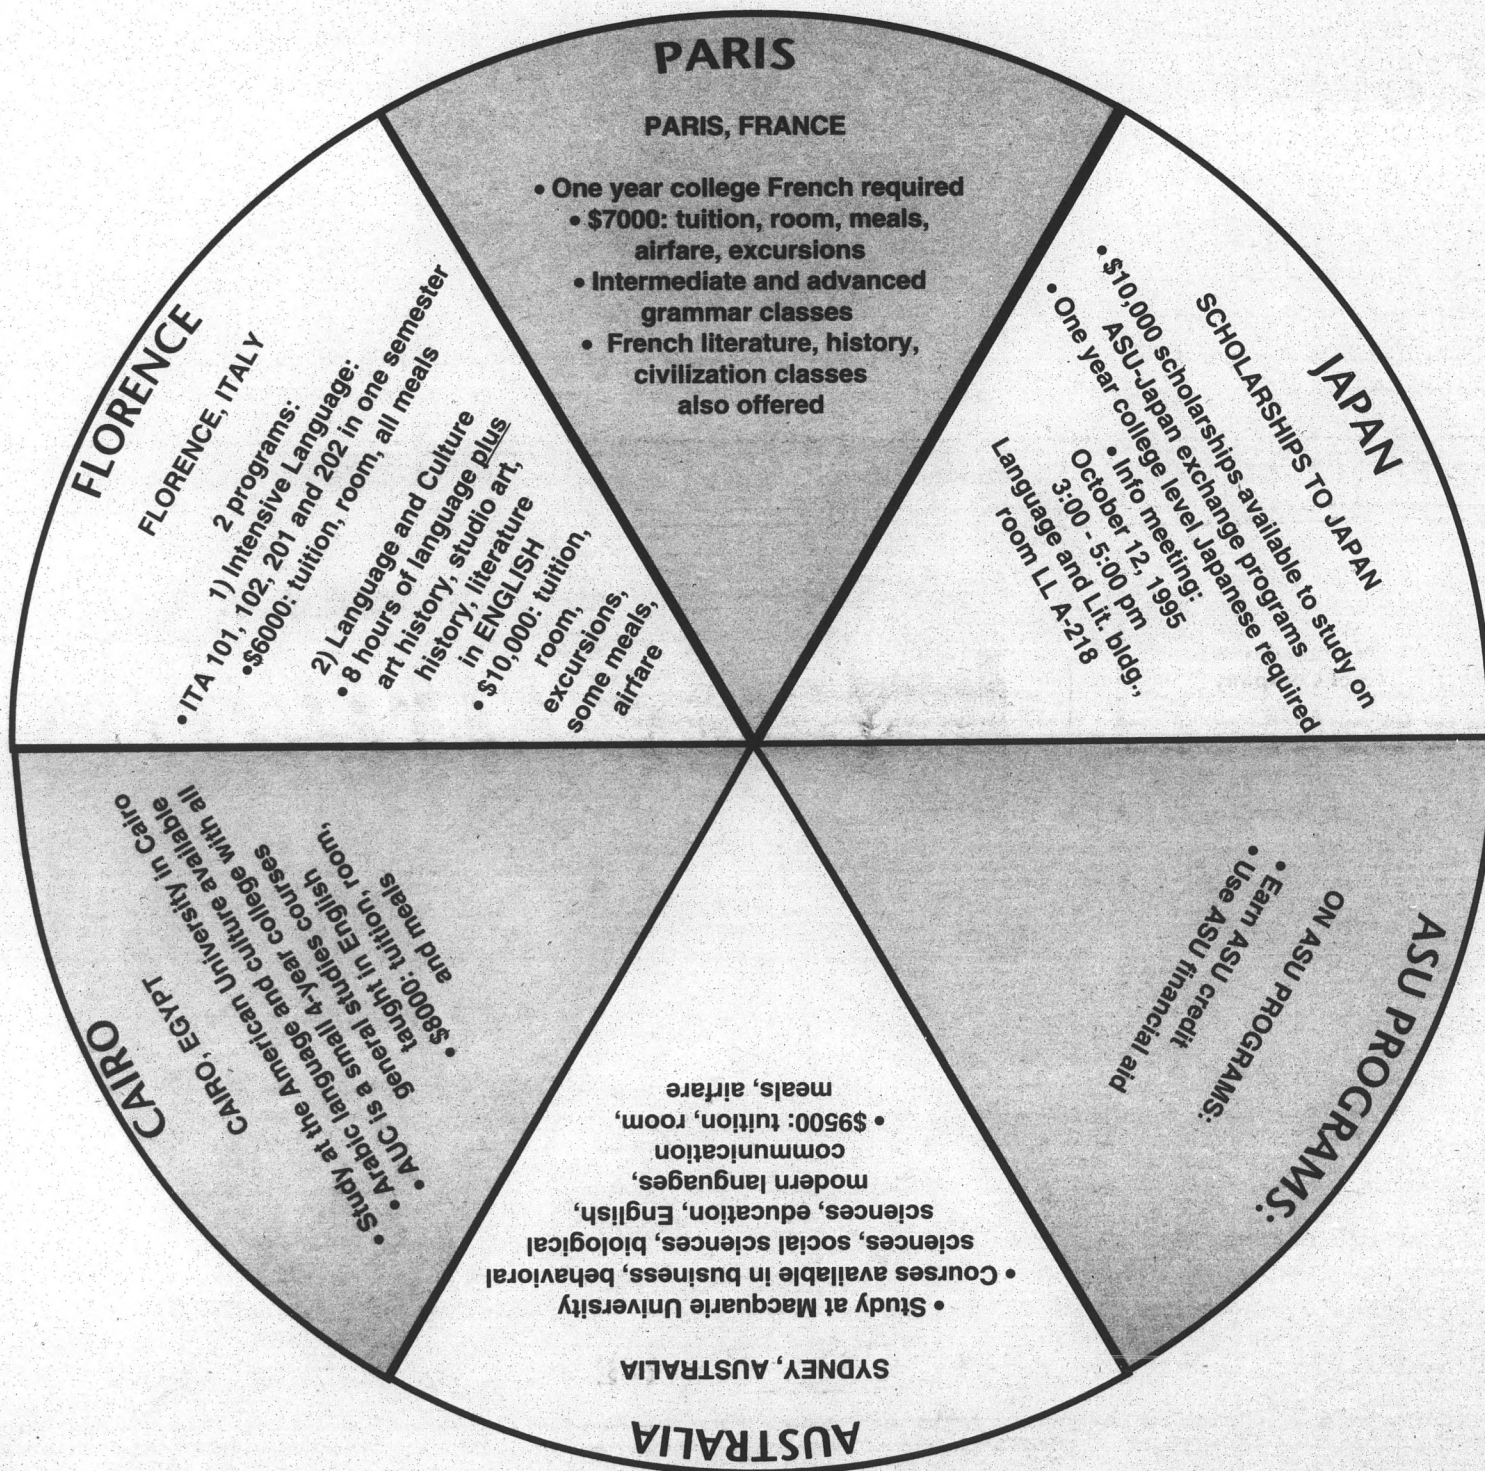 PARIS
PARIS, FRANCE
• One year college French required
• $7000: tuition, room, meals,
airfare, excursions
• Intermediate and advanced
grammar classes
• French literature, history,
civilization classes
also offered
JAPAN
SCHOLARSHIPS TO JAPAN
• $10,000 scholarships available to study on
ASU-Japan exchange programs
• One year college level Japanese required
• Info meeting:
October 12, 1995
3:00 - 5:00 pm
Language and Lit. bldg.,
room LL A-218
ASU PROGRAMS:
ON ASU PROGRAMS:
• Earn ASU credit
• Use ASU financial aid
AUSTRALIA
SYDNEY, AUSTRALIA
• Study at Macquarie University
• Courses available in business, behavioral
sciences, social sciences, biological
sciences, education, English,
modern languages,
communication
• $9500: tuition, room,
meals, airfare
CAIRO
CAIRO, EGYPT
• Study at the American University in Cairo
• Arabic language and culture available
• AUC is a small 4-year college with all
general studies courses
taught in English
• $8000: tuition, room,
and meals
FLORENCE
FLORENCE, ITALY
2 programs:
1) Intensive Language:
• ITA 101, 102, 201 and 202 in one semester
• $6000: tuition, room, all meals
2) Language and Culture
• 8 hours of language plus
art history, studio art,
history, literature
in ENGLISH
• $10,000: tuition,
room,
excursions,
some meals,
airfare